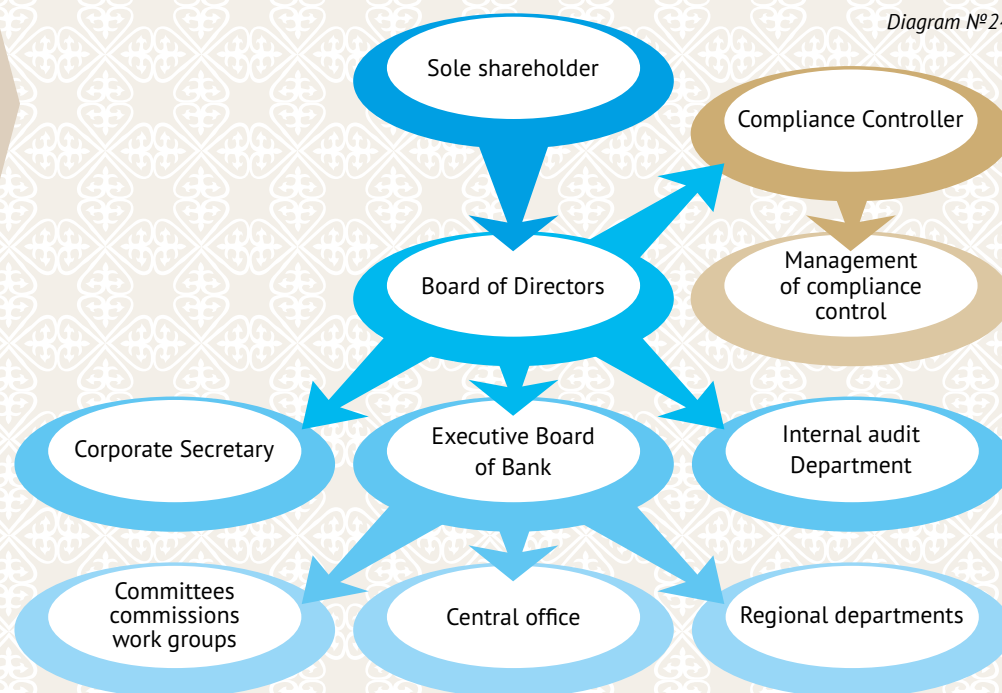 Diagram Nº2
Sole shareholder
Compliance Controller
Board of Directors
Management
of compliance
control
Corporate Secretary
Executive Board
of Bank
Internal audit
Department
Committees
commissions
work groups
Central office
Regional departments